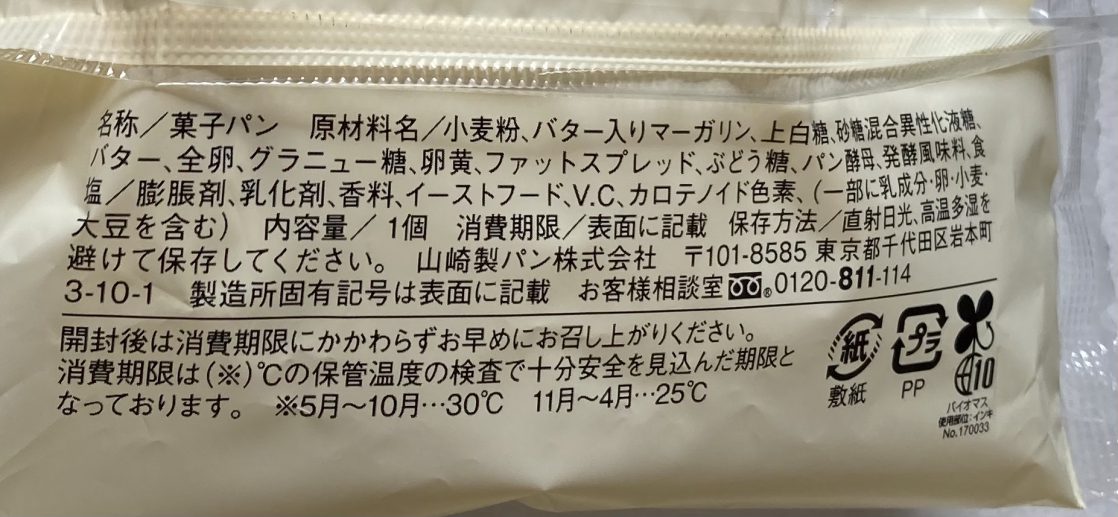 名称／菓子パン　原材料名／小麦粉、バター入りマーガリン、上白糖、砂糖混合異性化液糖、
バター、全卵、グラニュー糖、卵黄、ファットスプレッド、ぶどう糖、パン酵母、発酵風味料、食
塩／膨脹剤、乳化剤、香料、イーストフード、V.C、カロテノイド色素、（一部に乳成分・卵・小麦・
大豆を含む）　内容量／1個　消費期限／表面に記載　保存方法／直射日光、高温多湿を
避けて保存してください。　山崎製パン株式会社　〒101-8585 東京都千代田区岩本町
3-10-1　製造所固有記号は表面に記載　お客様相談室 ®0120-811-114
開封後は消費期限にかかわらずお早めにお召し上がりください。
消費期限は(※)℃の保管温度の検査で十分安全を見込んだ期限と
なっております。　※5月～10月…30℃　11月～4月…25℃
紙
敷紙
プラ
PP
10
バイオマス
使用部位：インキ
No.170033